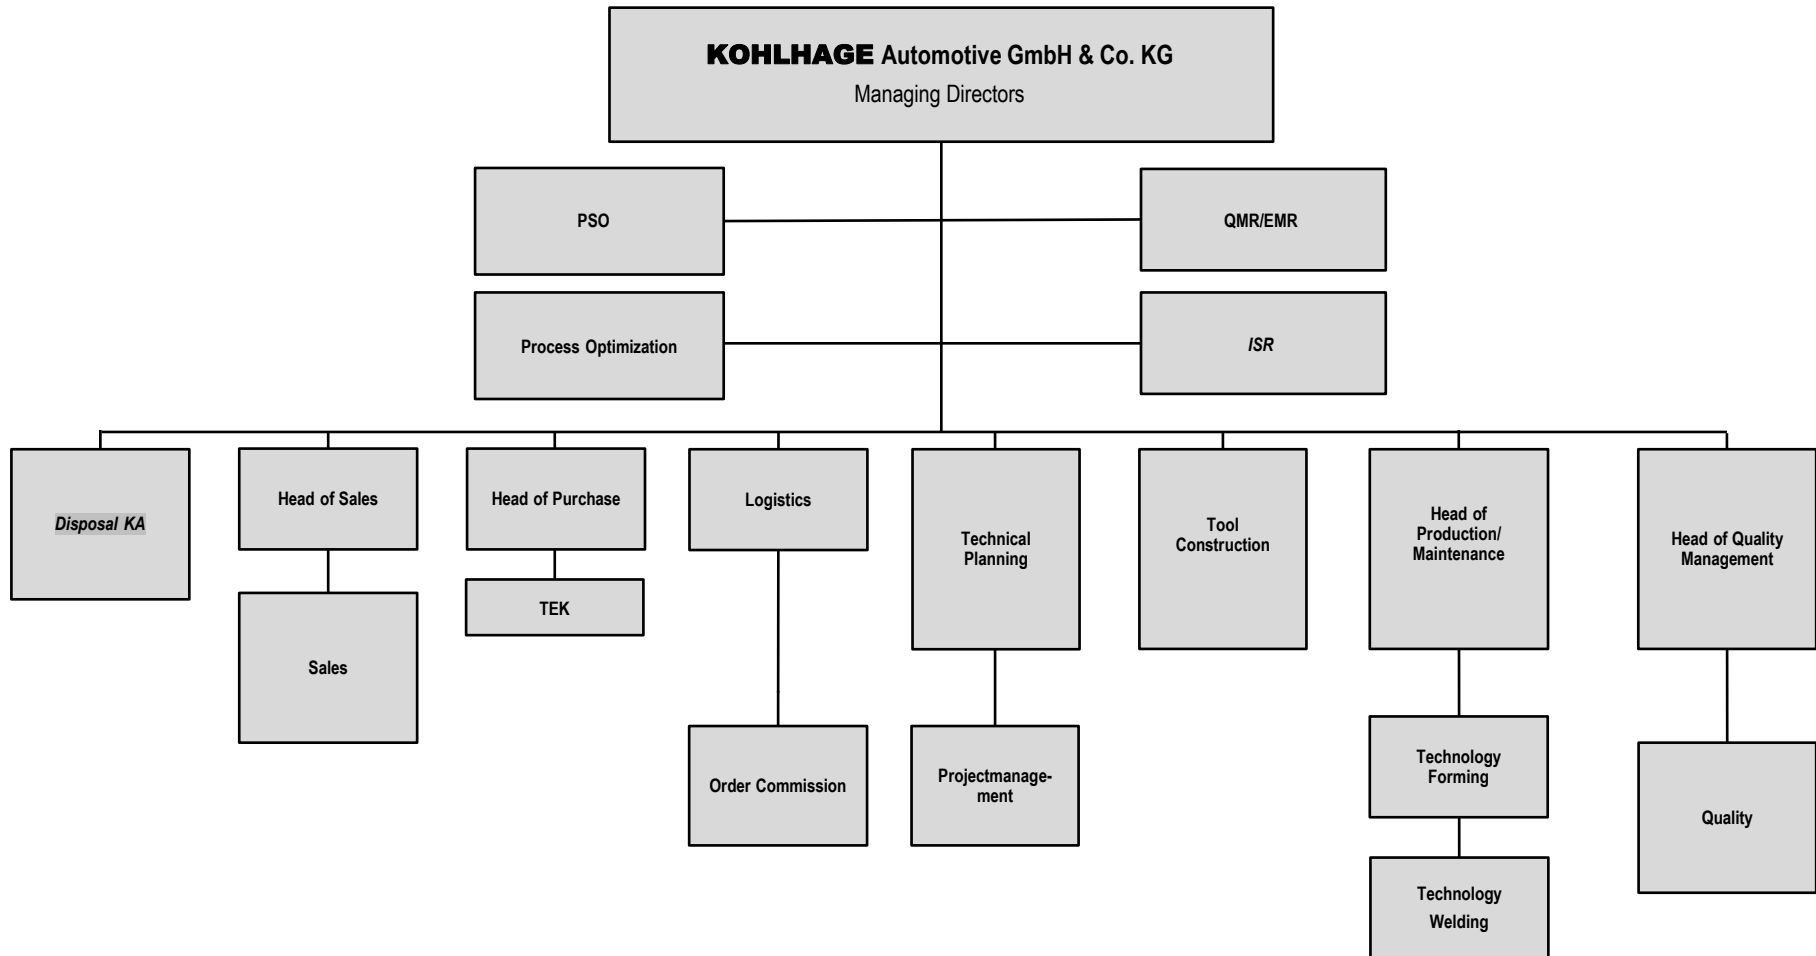 KOHLHAGE Automotive GmbH & Co. KG
Managing Directors
PSO
QMR/EMR
Process Optimization
ISR
Disposal KA
Head of Sales
Head of Purchase
Logistics
Technical
Planning
Tool
Construction
Head of
Production/
Maintenance
Head of Quality
Management
Sales
TEK
Order Commission
Projectmanage-
ment
Technology
Forming
Quality
Technology
Welding